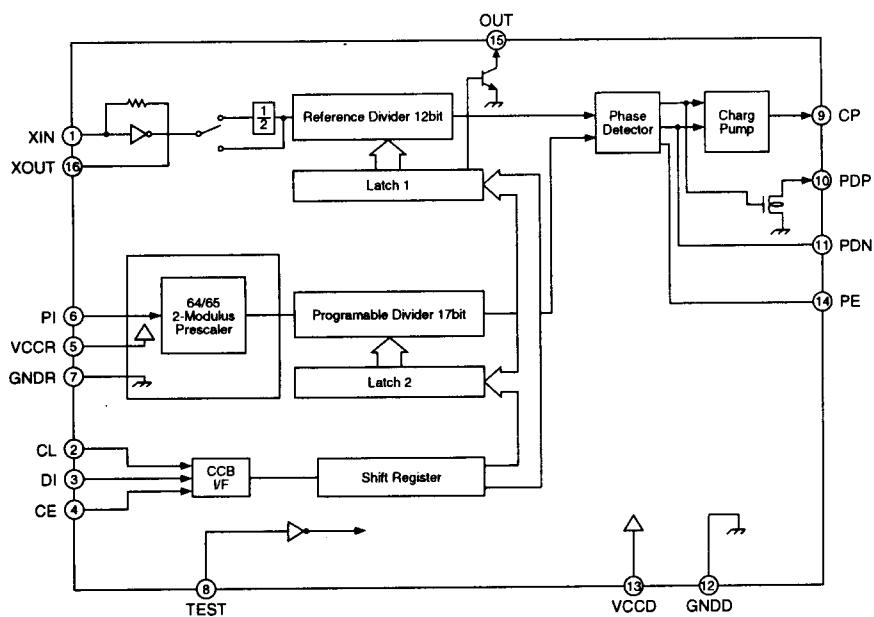 OUT
15
XIN
1
XOUT
16
1
2
Reference Divider 12bit
Latch 1
Phase
Detector
Charg
Pump
9
CP
10
PDP
11
PDN
14
PE
PI
6
VCCR
5
GNDR
7
64/65
2-Modulus
Prescaler
Programable Divider 17bit
Latch 2
CL
2
DI
3
CE
4
CCB
I/F
Shift Register
8
TEST
13
VCCD
12
GNDD